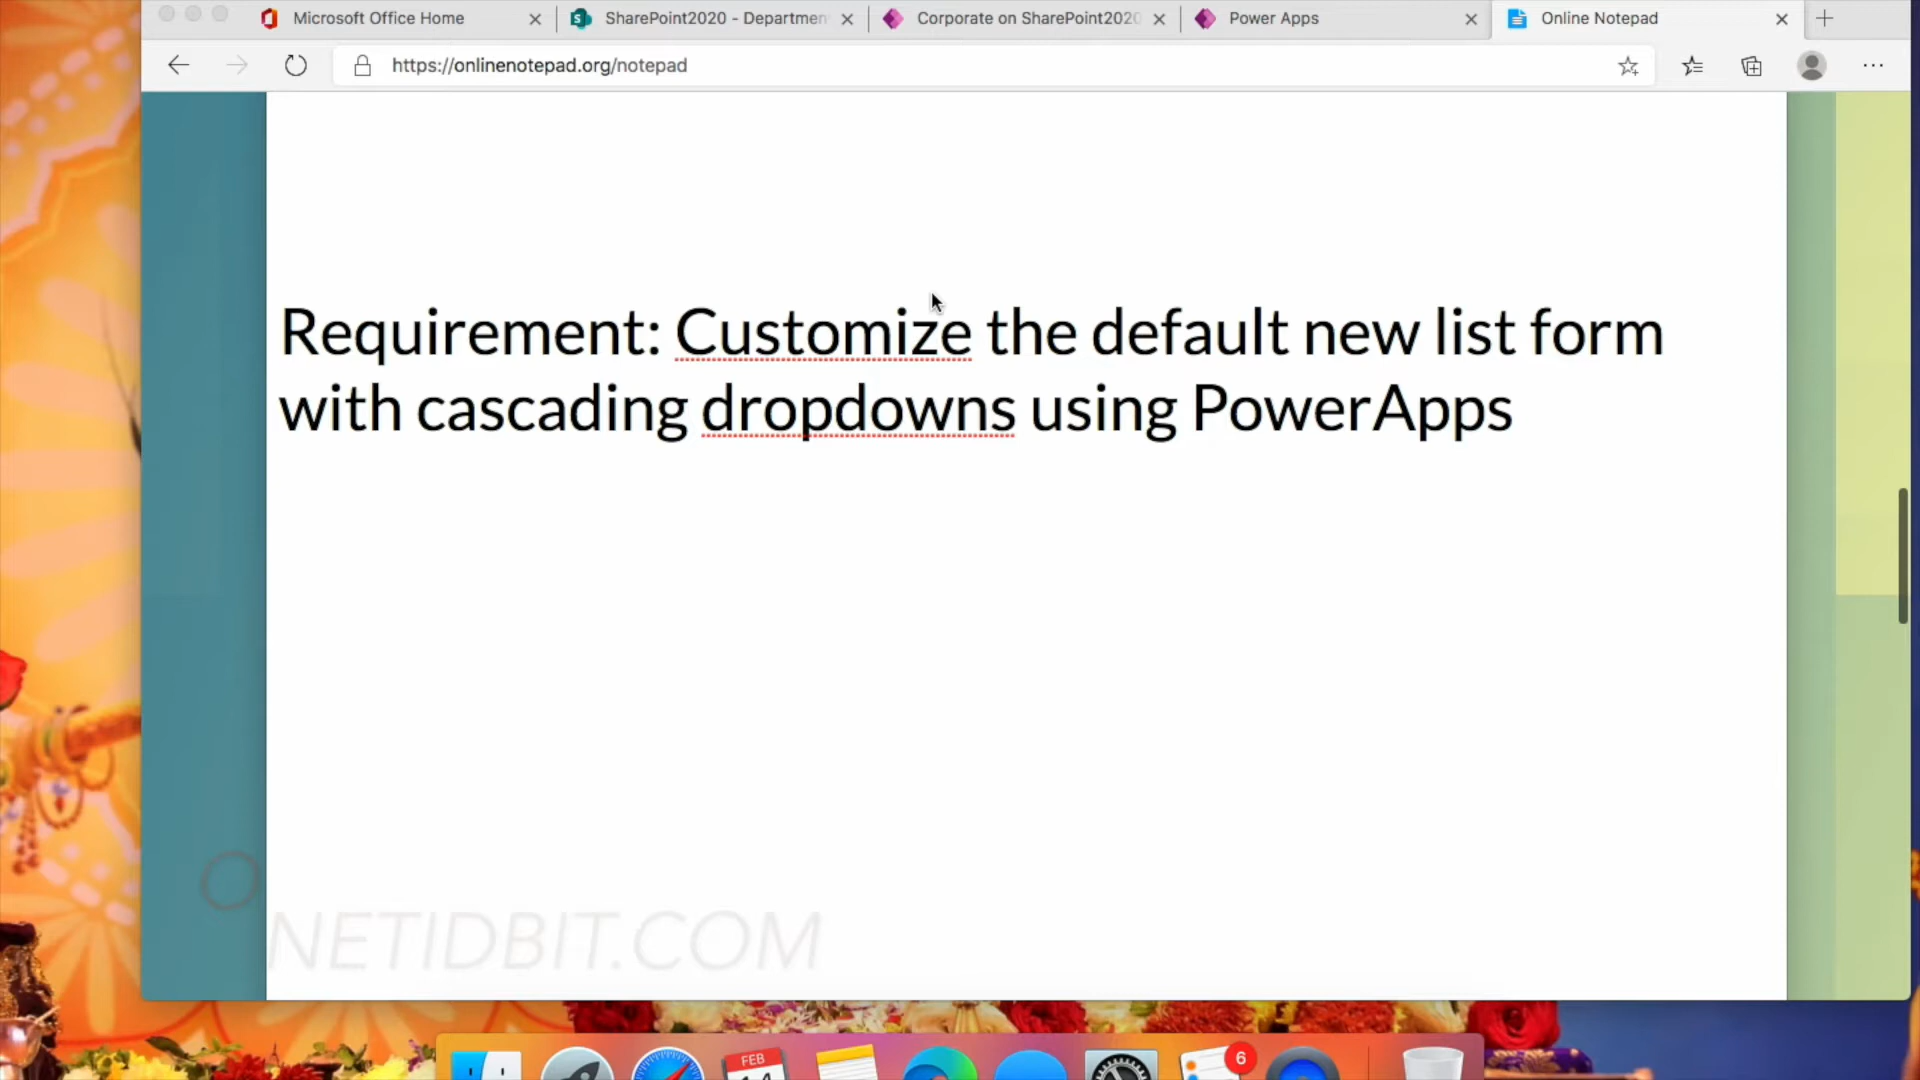 Microsoft Office Home
SharePoint2020 - Departmen
Corporate on SharePoint2020
Power Apps
Online Notepad
https://onlinenotepad.org/notepad
Requirement: Customize the default new list form
with cascading dropdowns using PowerApps
ONETIDBIT.COM
FEB
6